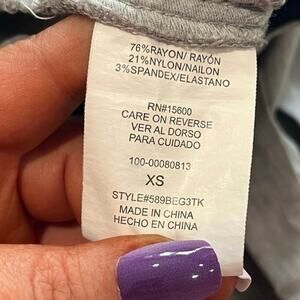 76%RAYON/ RAYÓN
21%NYLON/NAILON
3%SPANDEX/ELASTANO
RN#15600
CARE ON REVERSE
VER AL DORSO
PARA CUIDADO
100-00080813
XS
STYLE#589BEG3TK
MADE IN CHINA
HECHO EN CHINA